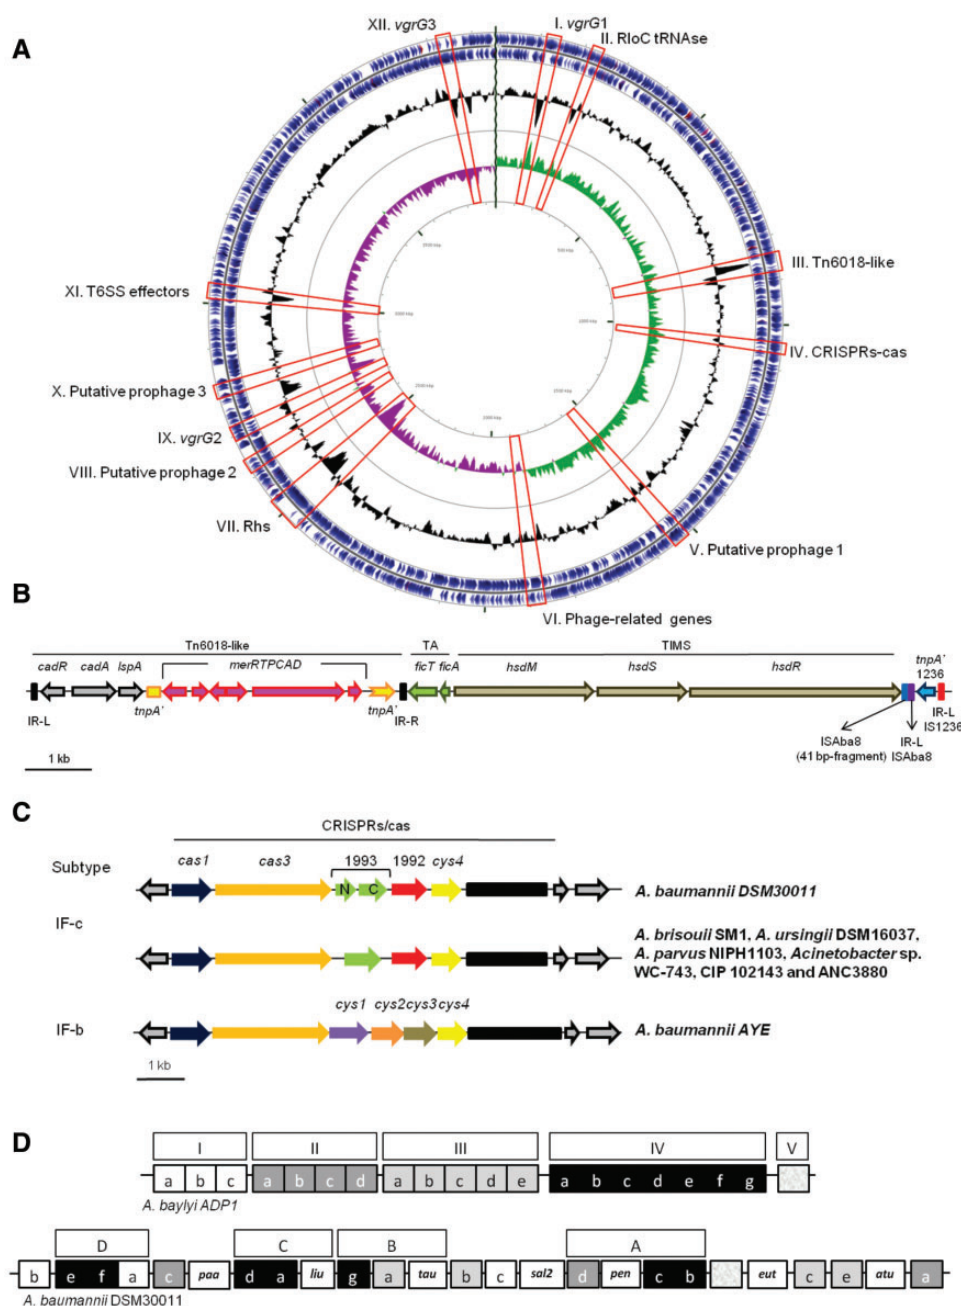 A
XII. vgrG3
I. vgrG1
II. RloC tRNAse
III. Tn6018-like
IV. CRISPRs-cas
V. Putative prophage 1
VI. Phage-related genes
VII. Rhs
VIII. Putative prophage 2
IX. vgrG2
X. Putative prophage 3
XI. T6SS effectors
500 kbp
B
Tn6018-like TA TIMS
cadR cadA lspA merRTPCAD ficT ficA hsdM hsdS hsdR tnpA'
1236
tnpA' tnpA'
IR-L IR-R IR-L
IS1236
ISAba8 IR-L
(41 bp-fragment) ISAba8
1 kb
C
CRISPRs/cas
Subtype cas1 cas3 1993 1992 cys4
N C
A. baumannii DSM30011
IF-c
A. brisouii SM1, A. ursingii DSM16037,
A. parvus NIPH1103, Acinetobacter sp.
WC-743, CIP 102143 and ANC3880
cys1 cys2 cys3 cys4
IF-b
A. baumannii AYE
1 kb
D
I II III IV V
a b c a b c d a b c d e a b c d e f g
A. baylyi ADP1
D C B A
b e f a c paa d a liu g a tau b c sal2 d pen c b eut c e atu a
A. baumannii DSM30011